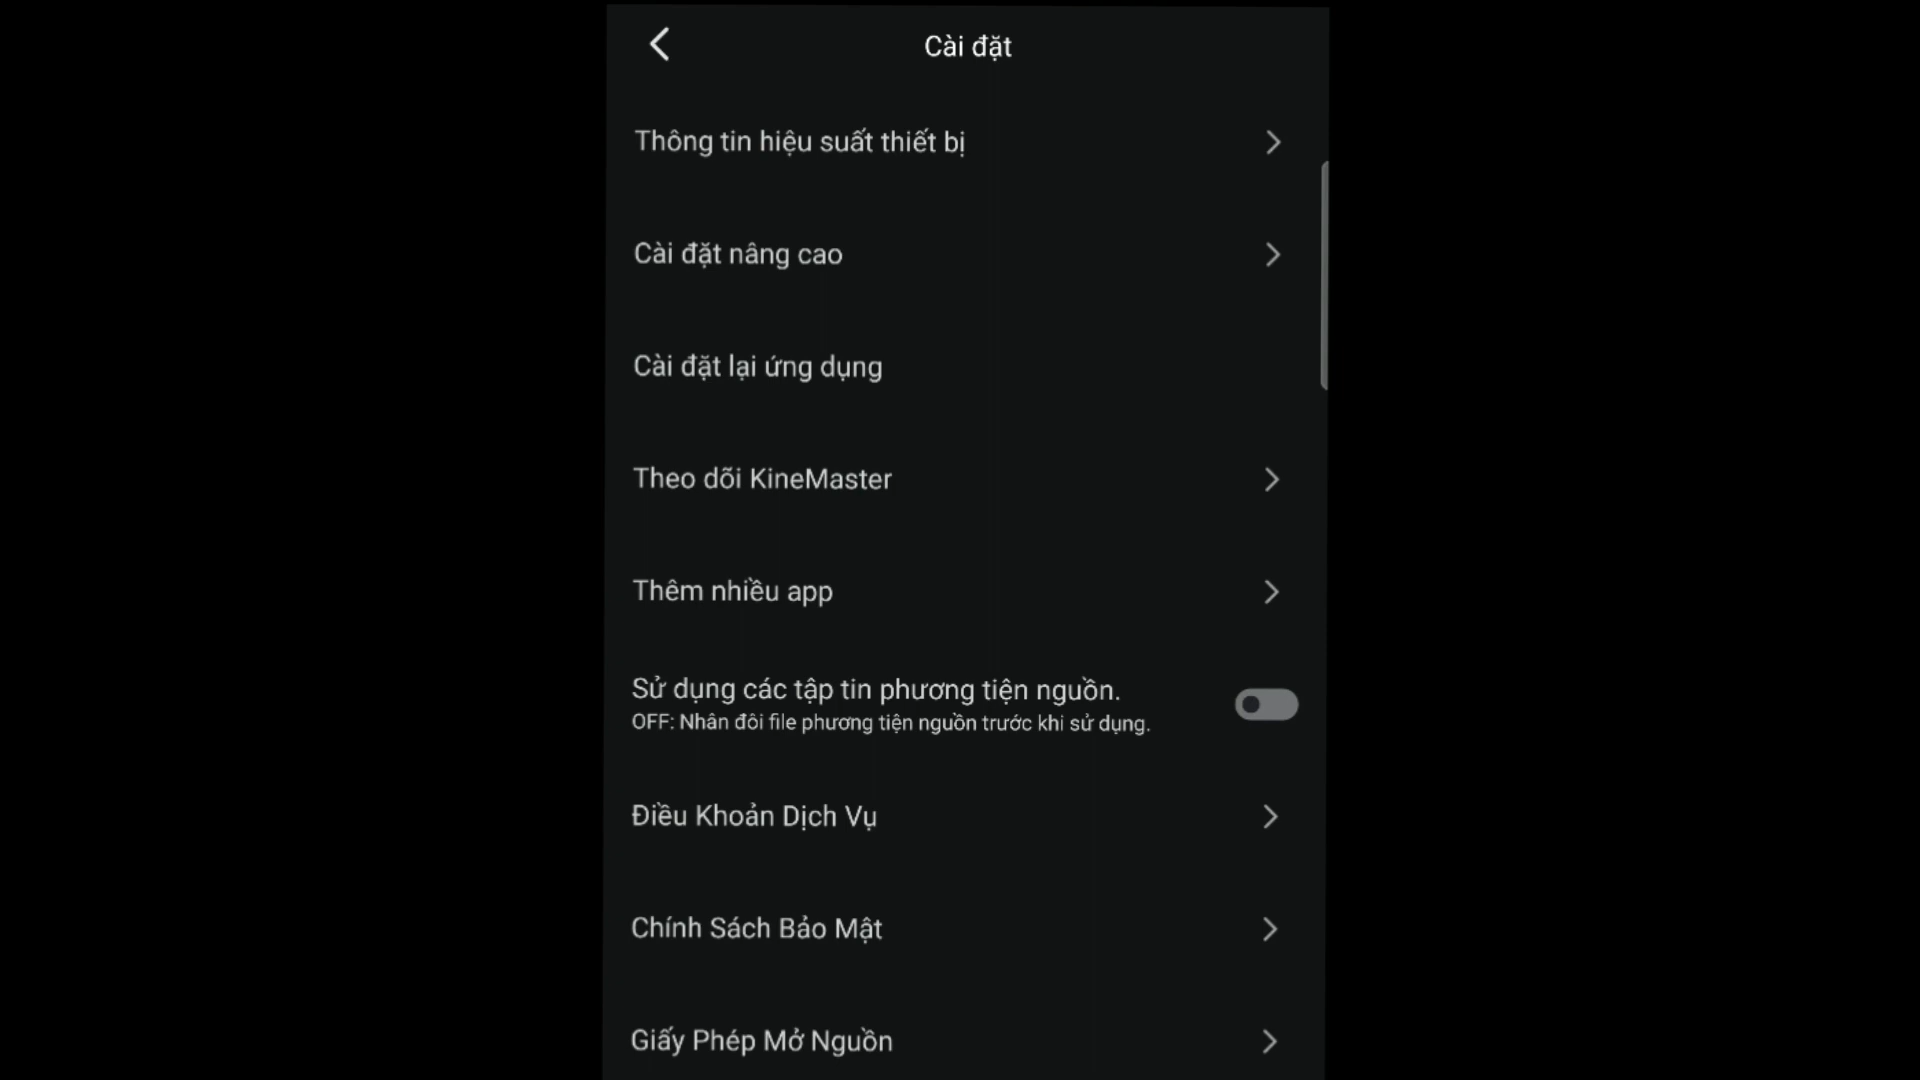 Cài đặt
Thông tin hiệu suất thiết bị
Cài đặt nâng cao
Cài đặt lại ứng dụng
Theo dõi KineMaster
Thêm nhiều app
Sử dụng các tập tin phương tiện nguồn.
OFF: Nhân đôi file phương tiện nguồn trước khi sử dụng.
Điều Khoản Dịch Vụ
Chính Sách Bảo Mật
Giấy Phép Mở Nguồn